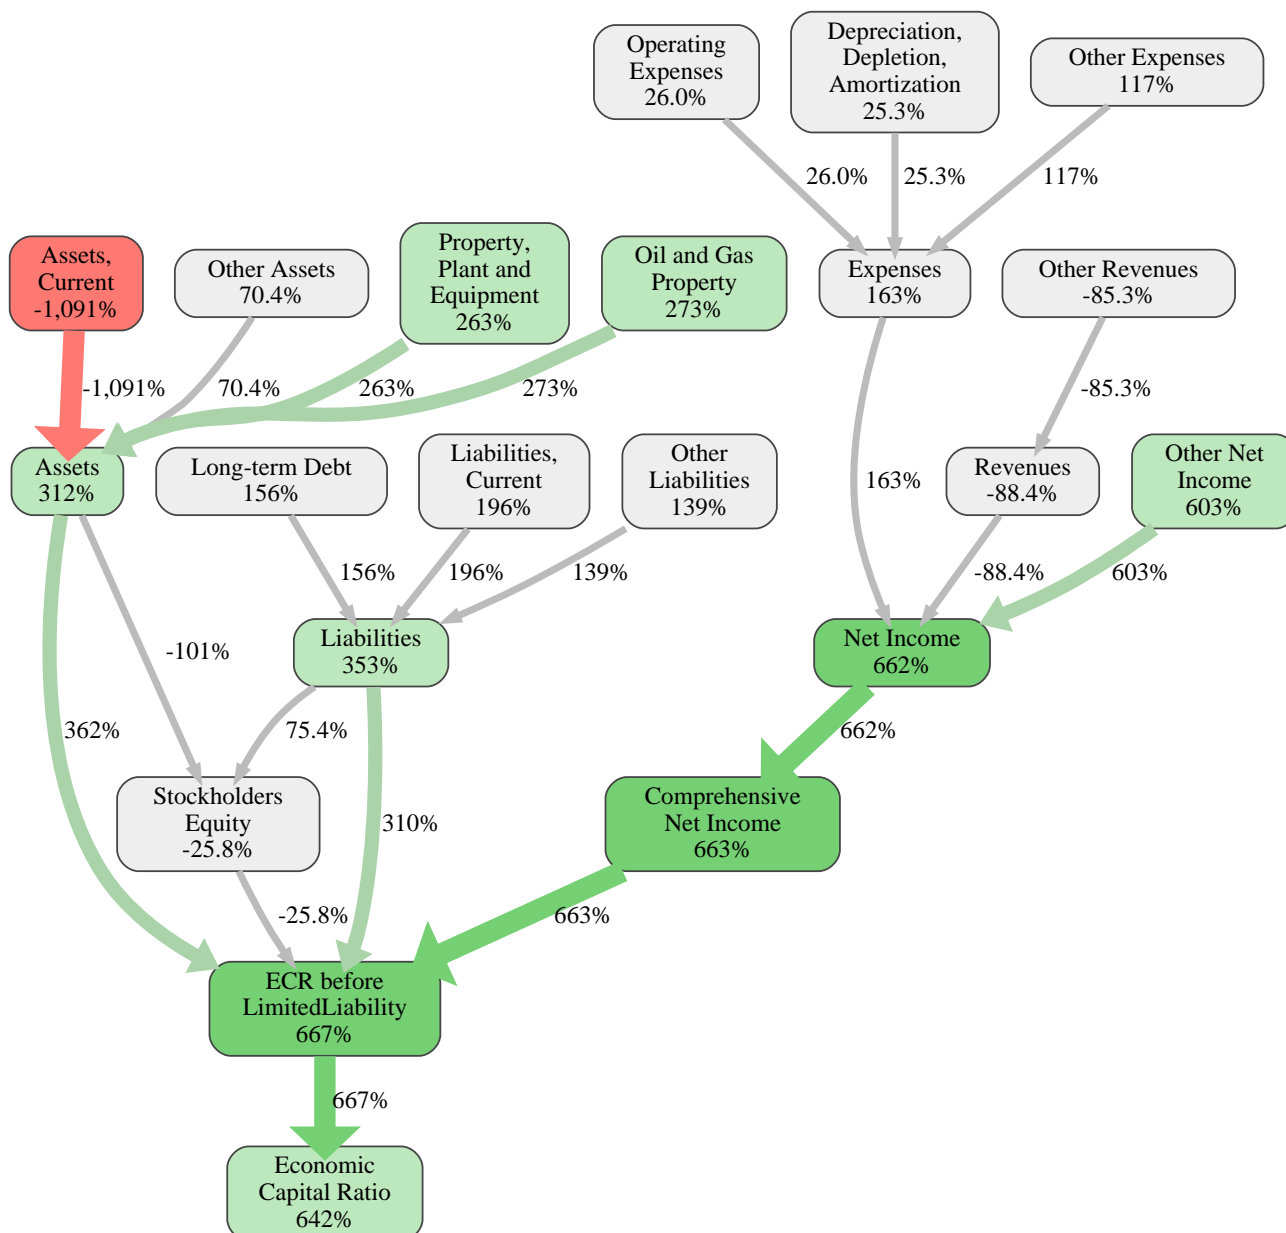 Operating
Expenses
26.0%
Depreciation,
Depletion,
Amortization
25.3%
Other Expenses
117%
26.0%
25.3%
117%
Assets,
Current
-1,091%
Other Assets
70.4%
Property,
Plant and
Equipment
263%
Oil and Gas
Property
273%
Expenses
163%
Other Revenues
-85.3%
-1,091%
70.4%
263%
273%
-85.3%
Assets
312%
Long-term Debt
156%
Liabilities,
Current
196%
Other
Liabilities
139%
163%
Revenues
-88.4%
Other Net
Income
603%
156%
196%
139%
-88.4%
603%
-101%
Liabilities
353%
Net Income
662%
362%
75.4%
662%
Stockholders
Equity
-25.8%
310%
Comprehensive
Net Income
663%
-25.8%
663%
ECR before
LimitedLiability
667%
667%
Economic
Capital Ratio
642%